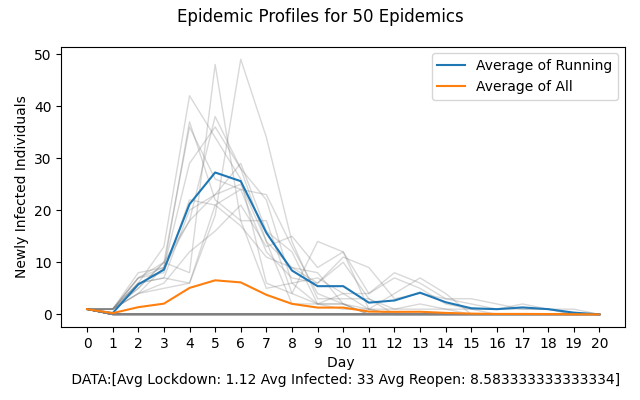 Epidemic Profiles for 50 Epidemics
Newly Infected Individuals
50
40
30
20
10
0
Average of Running
Average of All
0 1 2 3 4 5 6 7 8 9 10 11 12 13 14 15 16 17 18 19 20
Day
DATA:[Avg Lockdown: 1.12 Avg Infected: 33 Avg Reopen: 8.583333333333334]